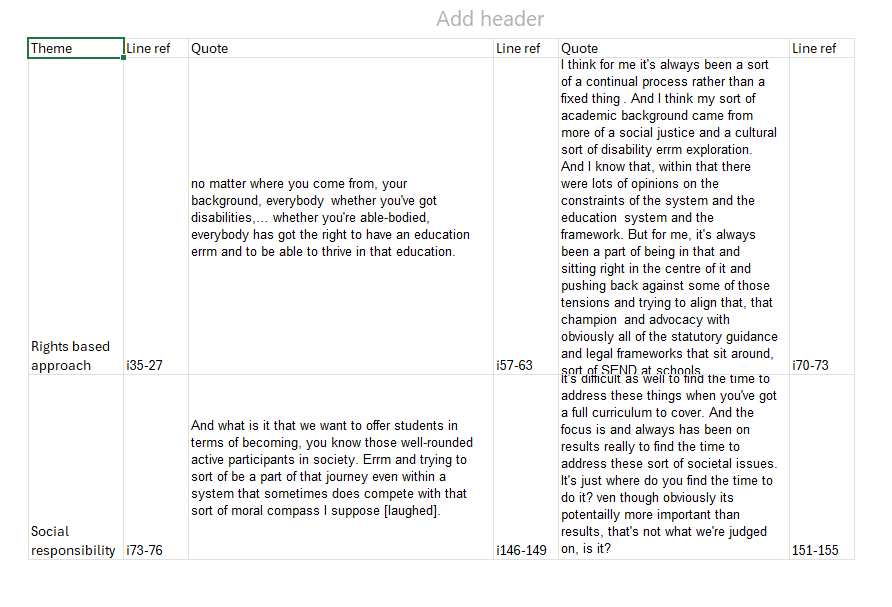 Add header
Theme
Line ref
Quote
Line ref
Quote
Line ref
Rights based
approach
i35-27
no matter where you come from, your
background, everybody  whether you've got
disabilities,... whether you're able-bodied,
everybody has got the right to have an education
errm and to be able to thrive in that education.
i57-63
I think for me it's always been a sort
of a continual process rather than a
fixed thing . And I think my sort of
academic background came from
more of a social justice and a cultural
sort of disability errm exploration.
And I know that, within that there
were lots of opinions on the
constraints of the system and the
education  system and the
framework. But for me, it's always
been a part of being in that and
sitting right in the centre of it and
pushing back against some of those
tensions and trying to align that, that
champion  and advocacy with
obviously all of the statutory guidance
and legal frameworks that sit around,
sort of SEND at schools
i70-73
Social
responsibility
i73-76
And what is it that we want to offer students in
terms of becoming, you know those well-rounded
active participants in society. Errm and trying to
sort of be a part of that journey even within a
system that sometimes does compete with that
sort of moral compass I suppose [laughed].
i146-149
It's difficult as well to find the time to
address these things when you've got
a full curriculum to cover. And the
focus is and always has been on
results really to find the time to
address these sort of societal issues.
It's just where do you find the time to
do it? ven though obviously its
potentailly more important than
results, that's not what we're judged
on, is it?
151-155